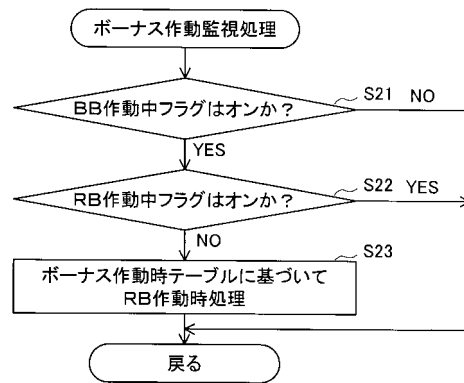 ボーナス作動監視処理
BB作動中フラグはオンか？
S21
NO
YES
RB作動中フラグはオンか？
S22
YES
NO
S23
ボーナス作動時テーブルに基づいて
RB作動時処理
戻る